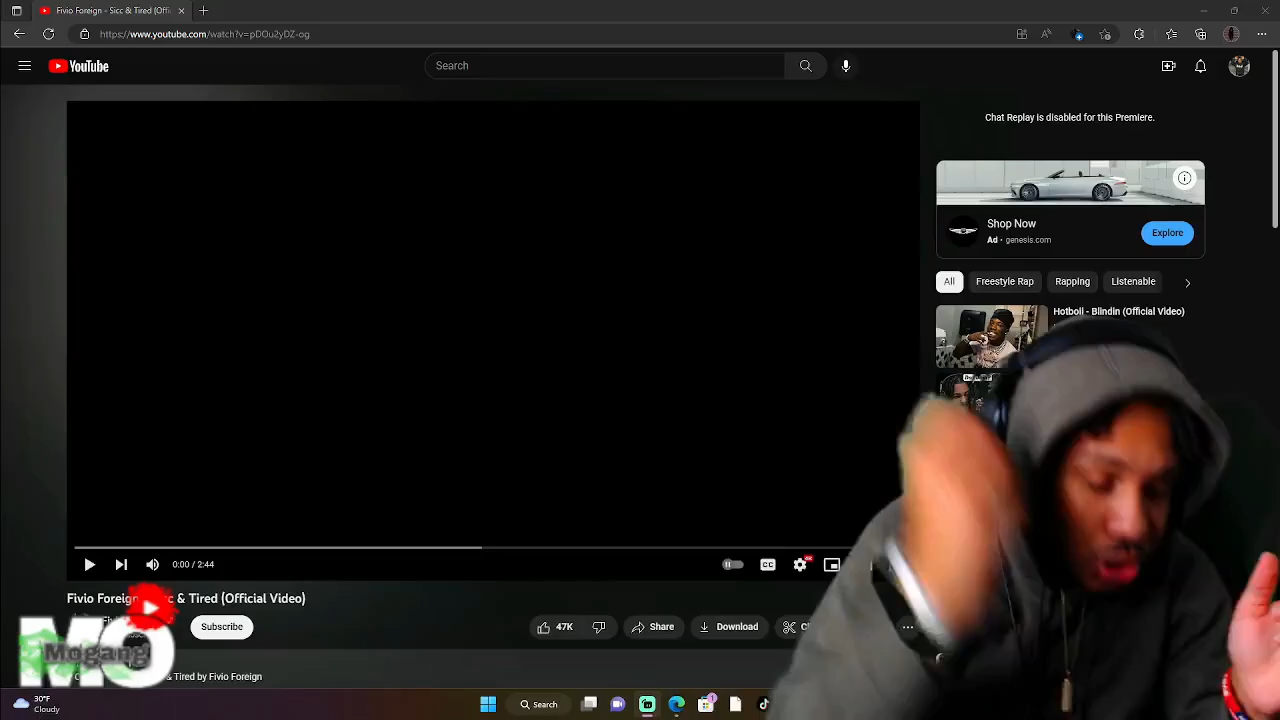 Fivio Foreign - Sicc & Tired (Offi
https://www.youtube.com/watch?v=pDOu2yDZ-og
YouTube
Search
Chat Replay is disabled for this Premiere.
Shop Now
Ad • genesis.com
Explore
All
Freestyle Rap
Rapping
Listenable
Hotboii - Blindin (Official Video)
0:00 / 2:44
CC
Fivio Foreign & Tired (Official Video)
Subscribe
47K
Share
Download
MO
Mogang
& Tired by Fivio Foreign
30°F
Cloudy
Search